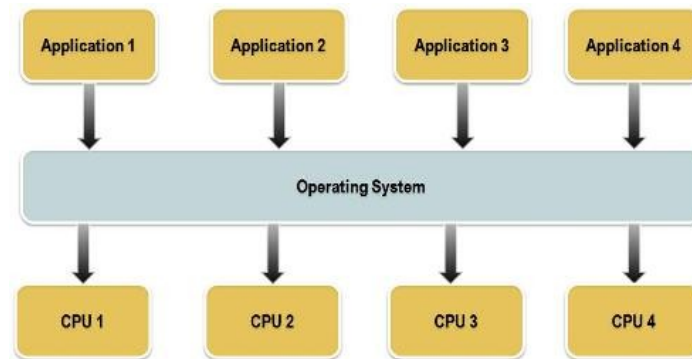 Application 1
Application 2
Application 3
Application 4
Operating System
CPU 1
CPU 2
CPU 3
CPU 4